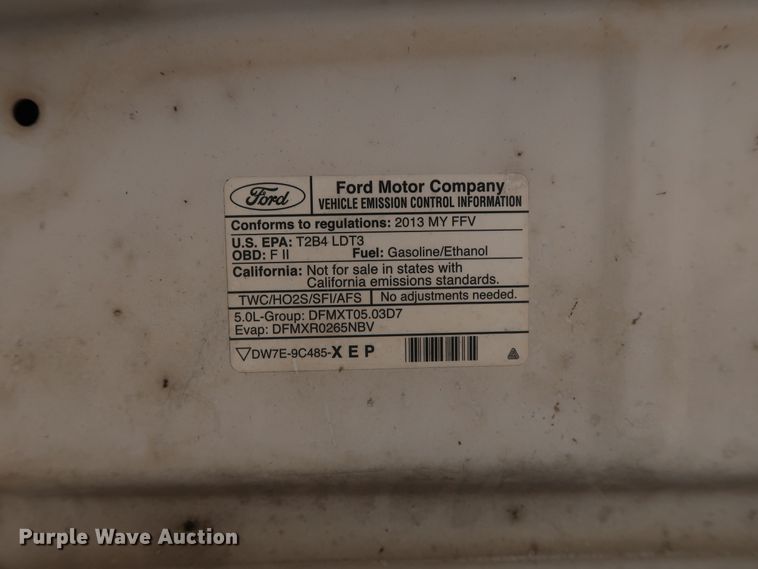 Ford
Ford Motor Company
VEHICLE EMISSION CONTROL INFORMATION
Conforms to regulations: 2013 MY FFV
U.S. EPA: T2B4 LDT3
OBD: F II Fuel: Gasoline/Ethanol
California: Not for sale in states with
California emissions standards.
TWC/HO2S/SFI/AFS No adjustments needed.
5.0L-Group: DFMXT05.03D7
Evap: DFMXR0265NBV
DW7E-9C485-XEP
Purple Wave Auction